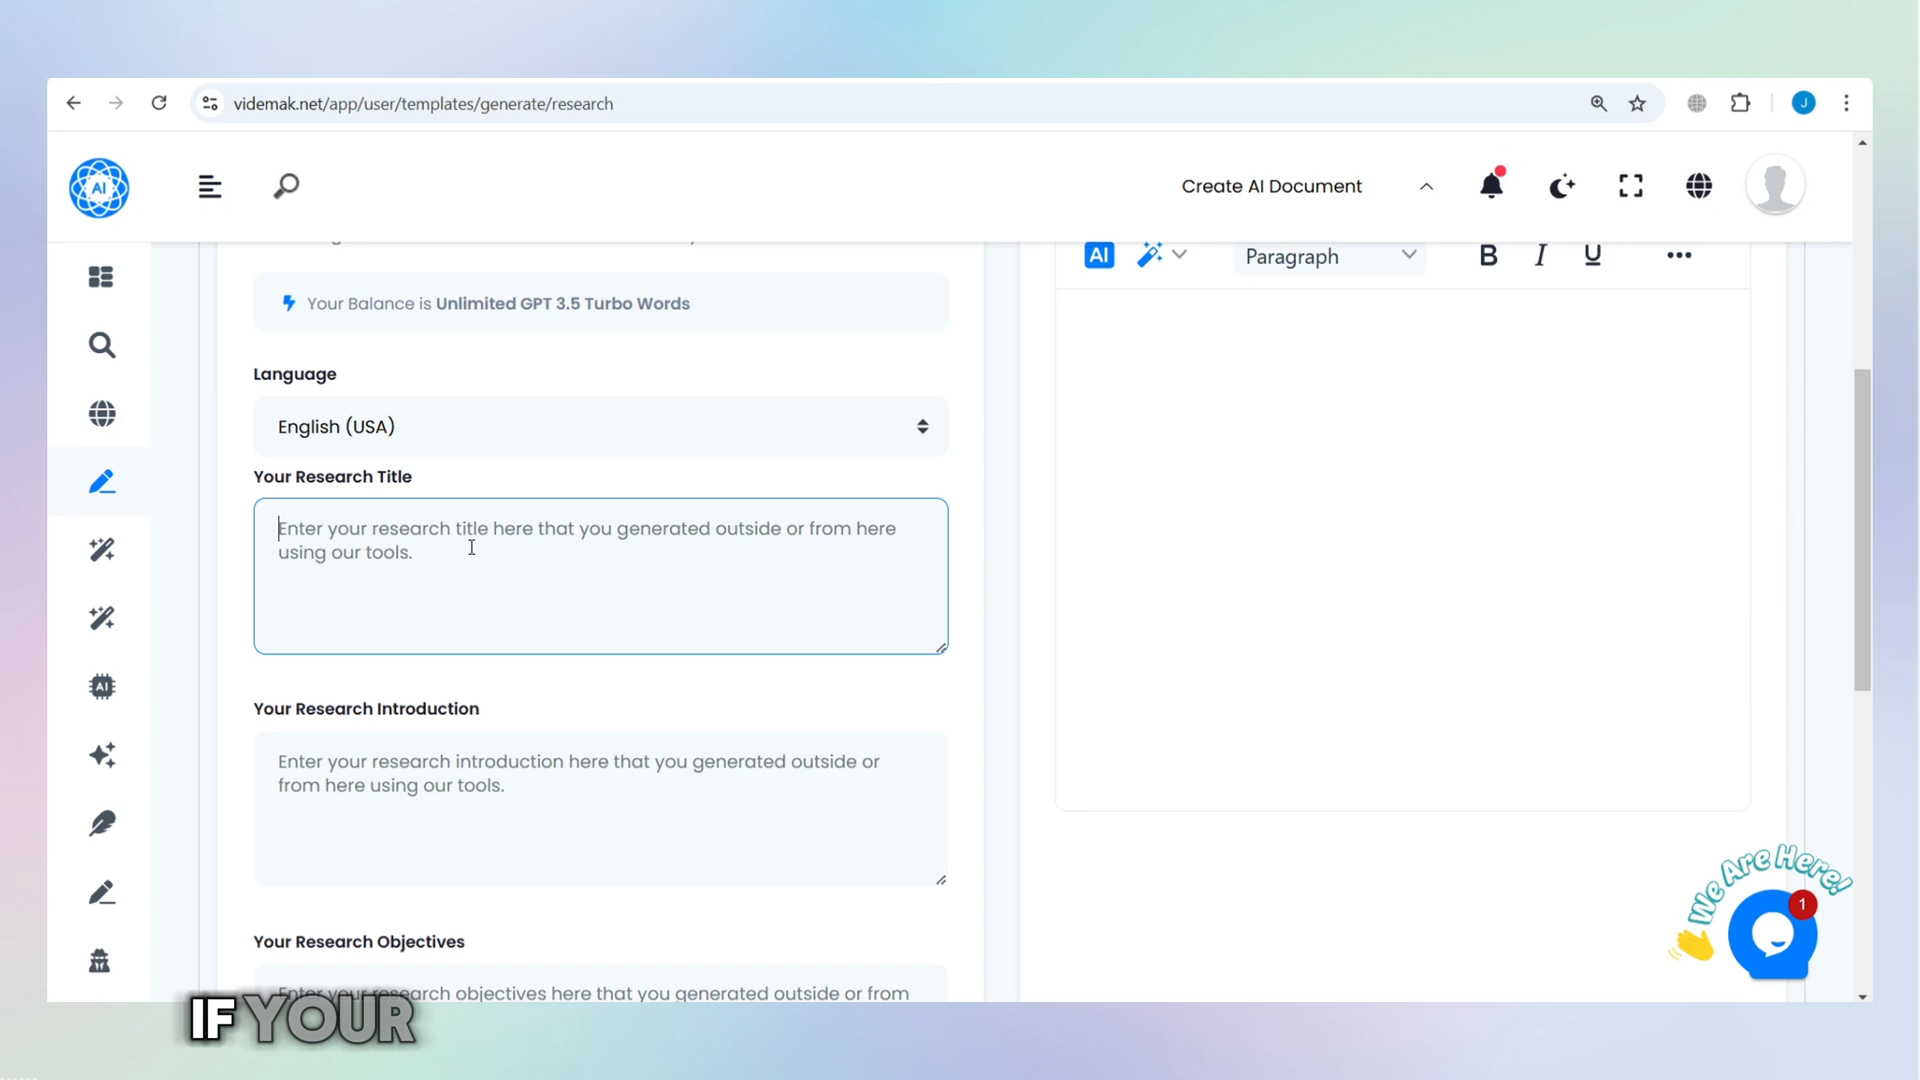 videmak.net/app/user/templates/generate/research
AI
Create AI Document
AI
Paragraph
B I U
Your Balance is Unlimited GPT 3.5 Turbo Words
Language
English (USA)
Your Research Title
Enter your research title here that you generated outside or from here
using our tools.
Your Research Introduction
Enter your research introduction here that you generated outside or
from here using our tools.
Your Research Objectives
Enter your research objectives here that you generated outside or from
AI
We Are Here!
1
J
IF YOUR